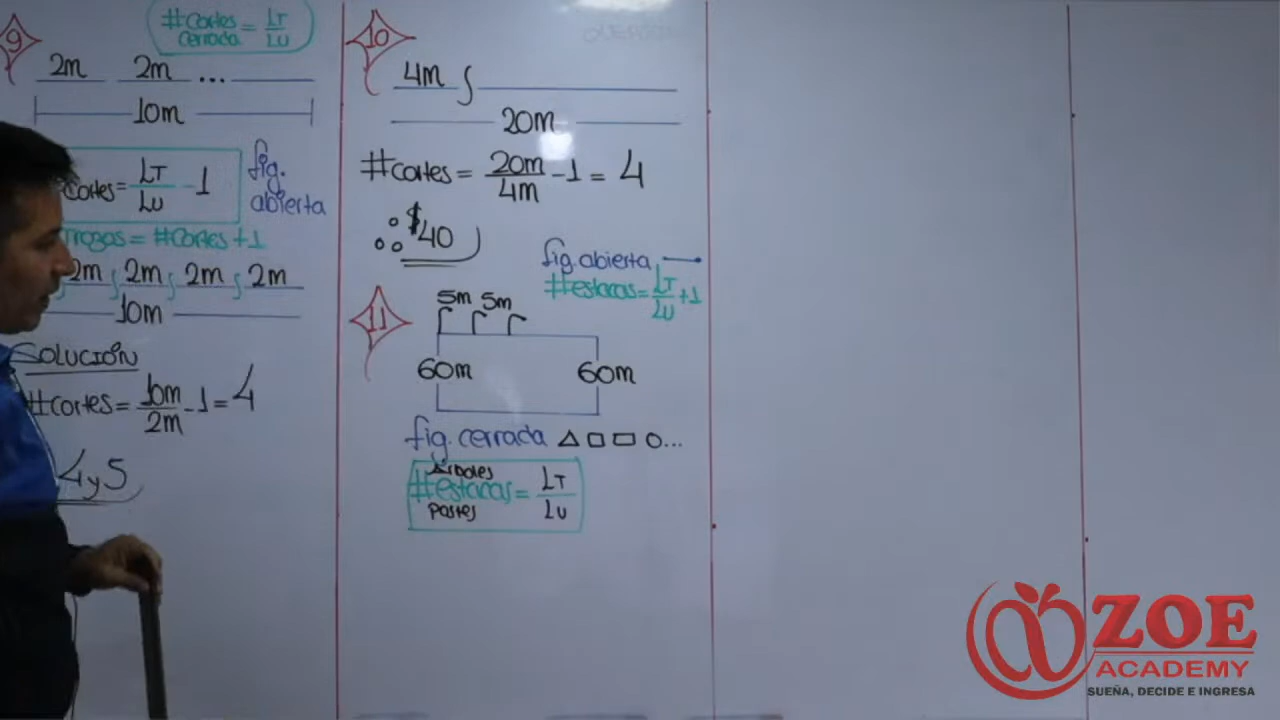 #cortes = LT
cerrada LU
9
2m 2m ...
10m
Cortes = LT/LU - 1
fig.
abierta
trozos = #cortes + 1
2m 2m 2m 2m
10m
SOLUCIÓN
#cortes = 10m/2m - 1 = 4
4 y 5
10
4m
20m
#cortes = 20m/4m - 1 = 4
$40
fig. abierta
#estacas = LT/LU + 1
11
5m 5m
60m 60m
fig. cerrada ...
Árboles
#estacas = LT/LU
postes
ZOE
ACADEMY
SUEÑA, DECIDE E INGRESA